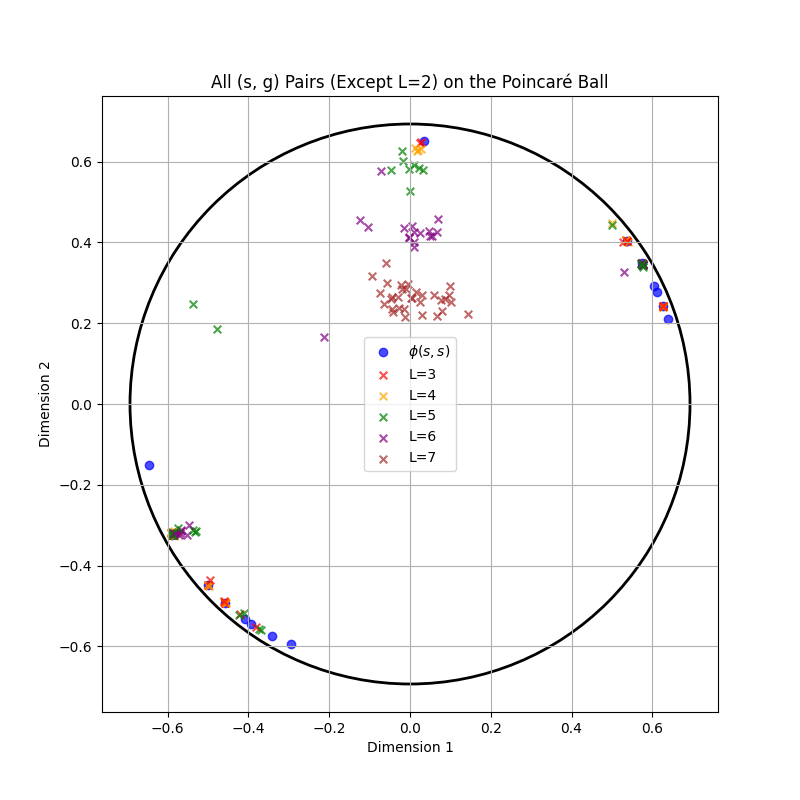 All (s, g) Pairs (Except L=2) on the Poincaré Ball
0.6
0.4
0.2
0.0
−0.2
−0.4
−0.6
Dimension 2
ϕ(s, s)
L=3
L=4
L=5
L=6
L=7
−0.6 −0.4 −0.2 0.0 0.2 0.4 0.6
Dimension 1